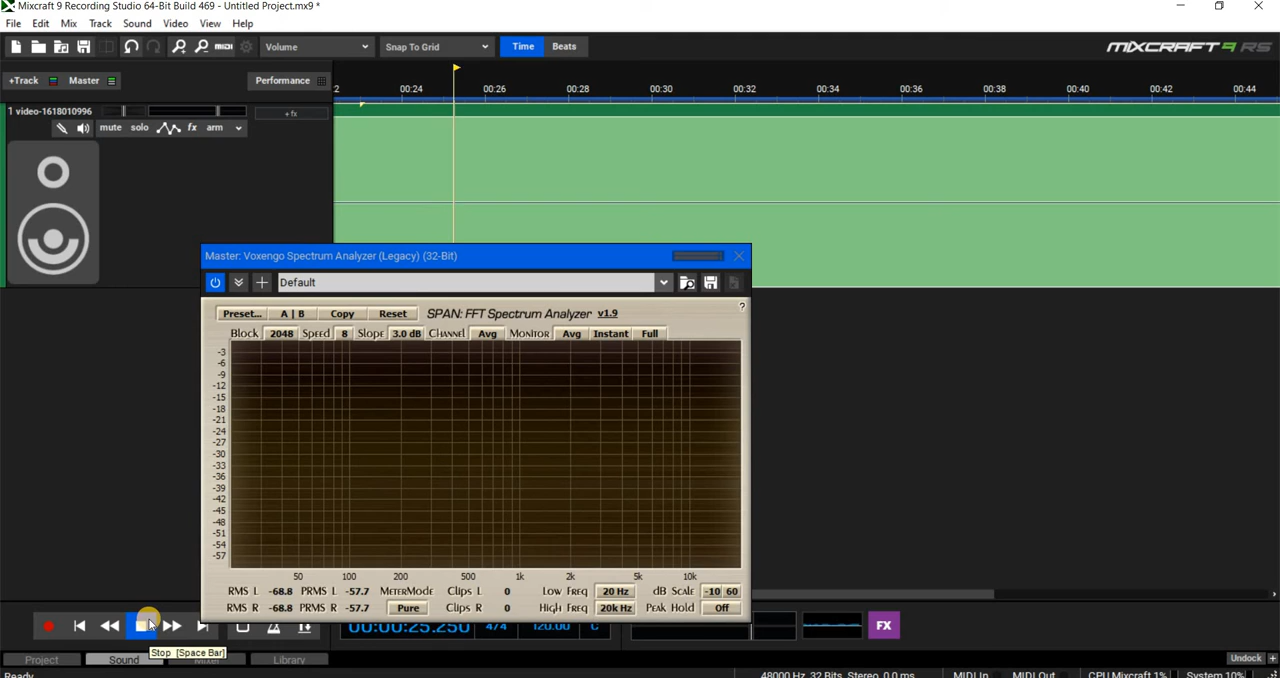 Mixcraft 9 Recording Studio 64-Bit Build 469 - Untitled Project.mx9 *
File Edit Mix Track Sound Video View Help
MIDI Volume Snap To Grid Time Beats MIXCRAFT 9 RS
+Track Master Performance 2 00:24 00:26 00:28 00:30 00:32 00:34 00:36 00:38 00:40 00:42 00:44
1 video-1618010996 +fx
mute solo fx arm
Master: Voxengo Spectrum Analyzer (Legacy) (32-Bit)
Default
Preset... A | B Copy Reset SPAN: FFT Spectrum Analyzer v1.9 ?
Block 2048 Speed 8 Slope 3.0 dB Channel Avg Monitor Avg Instant Full
-3
-6
-9
-12
-15
-18
-21
-24
-27
-30
-33
-36
-39
-42
-45
-48
-51
-54
-57
50 100 200 500 1k 2k 5k 10k
RMS L -68.8 PRMS L -57.7 MeterMode Clips L 0 Low Freq 20 Hz dB Scale -10 60
RMS R -68.8 PRMS R -57.7 Pure Clips R 0 High Freq 20k Hz Peak Hold Off
00:00:25.250 4/4 120.00 C FX
Stop [Space Bar]
Project Sound Mixer Library Undock +
Ready 48000 Hz, 32 Bits, Stereo, 0.0 ms MIDI In MIDI Out CPU Mixcraft 1% System 10%